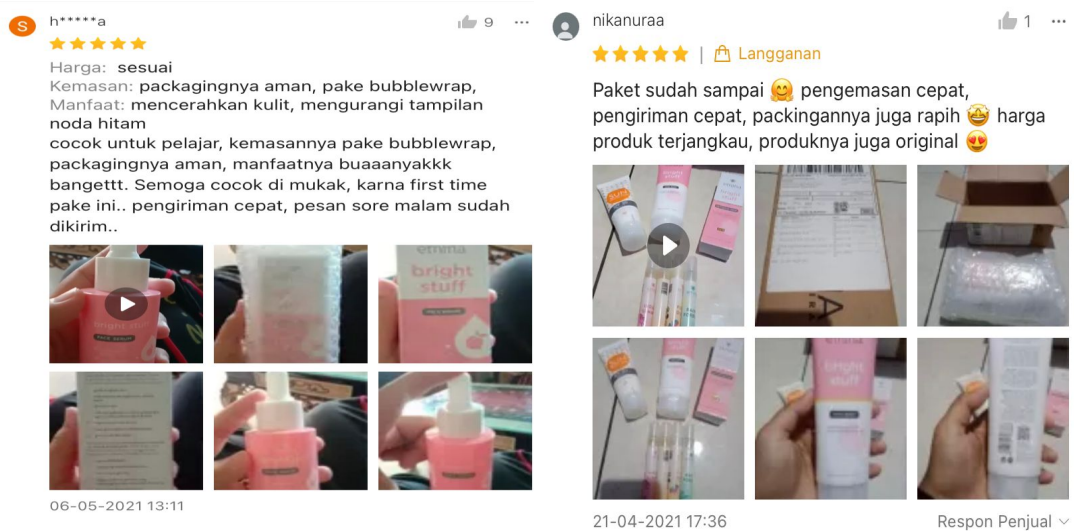 S
h*****a
9
Harga: sesuai
Kemasan: packagingnya aman, pake bubblewrap,
Manfaat: mencerahkan kulit, mengurangi tampilan
noda hitam
cocok untuk pelajar, kemasannya pake bubblewrap,
packagingnya aman, manfaatnya buaaanyakkk
bangettt. Semoga cocok di mukak, karna first time
pake ini.. pengiriman cepat, pesan sore malam sudah
dikirim..
bright stuff
emina
bright
stuff
06-05-2021 13:11
nikanuraa
1
| Langganan
Paket sudah sampai 🤗 pengemasan cepat,
pengiriman cepat, packingannya juga rapih 🤩 harga
produk terjangkau, produknya juga original 😍
emina
bright
stuff
21-04-2021 17:36
Respon Penjual